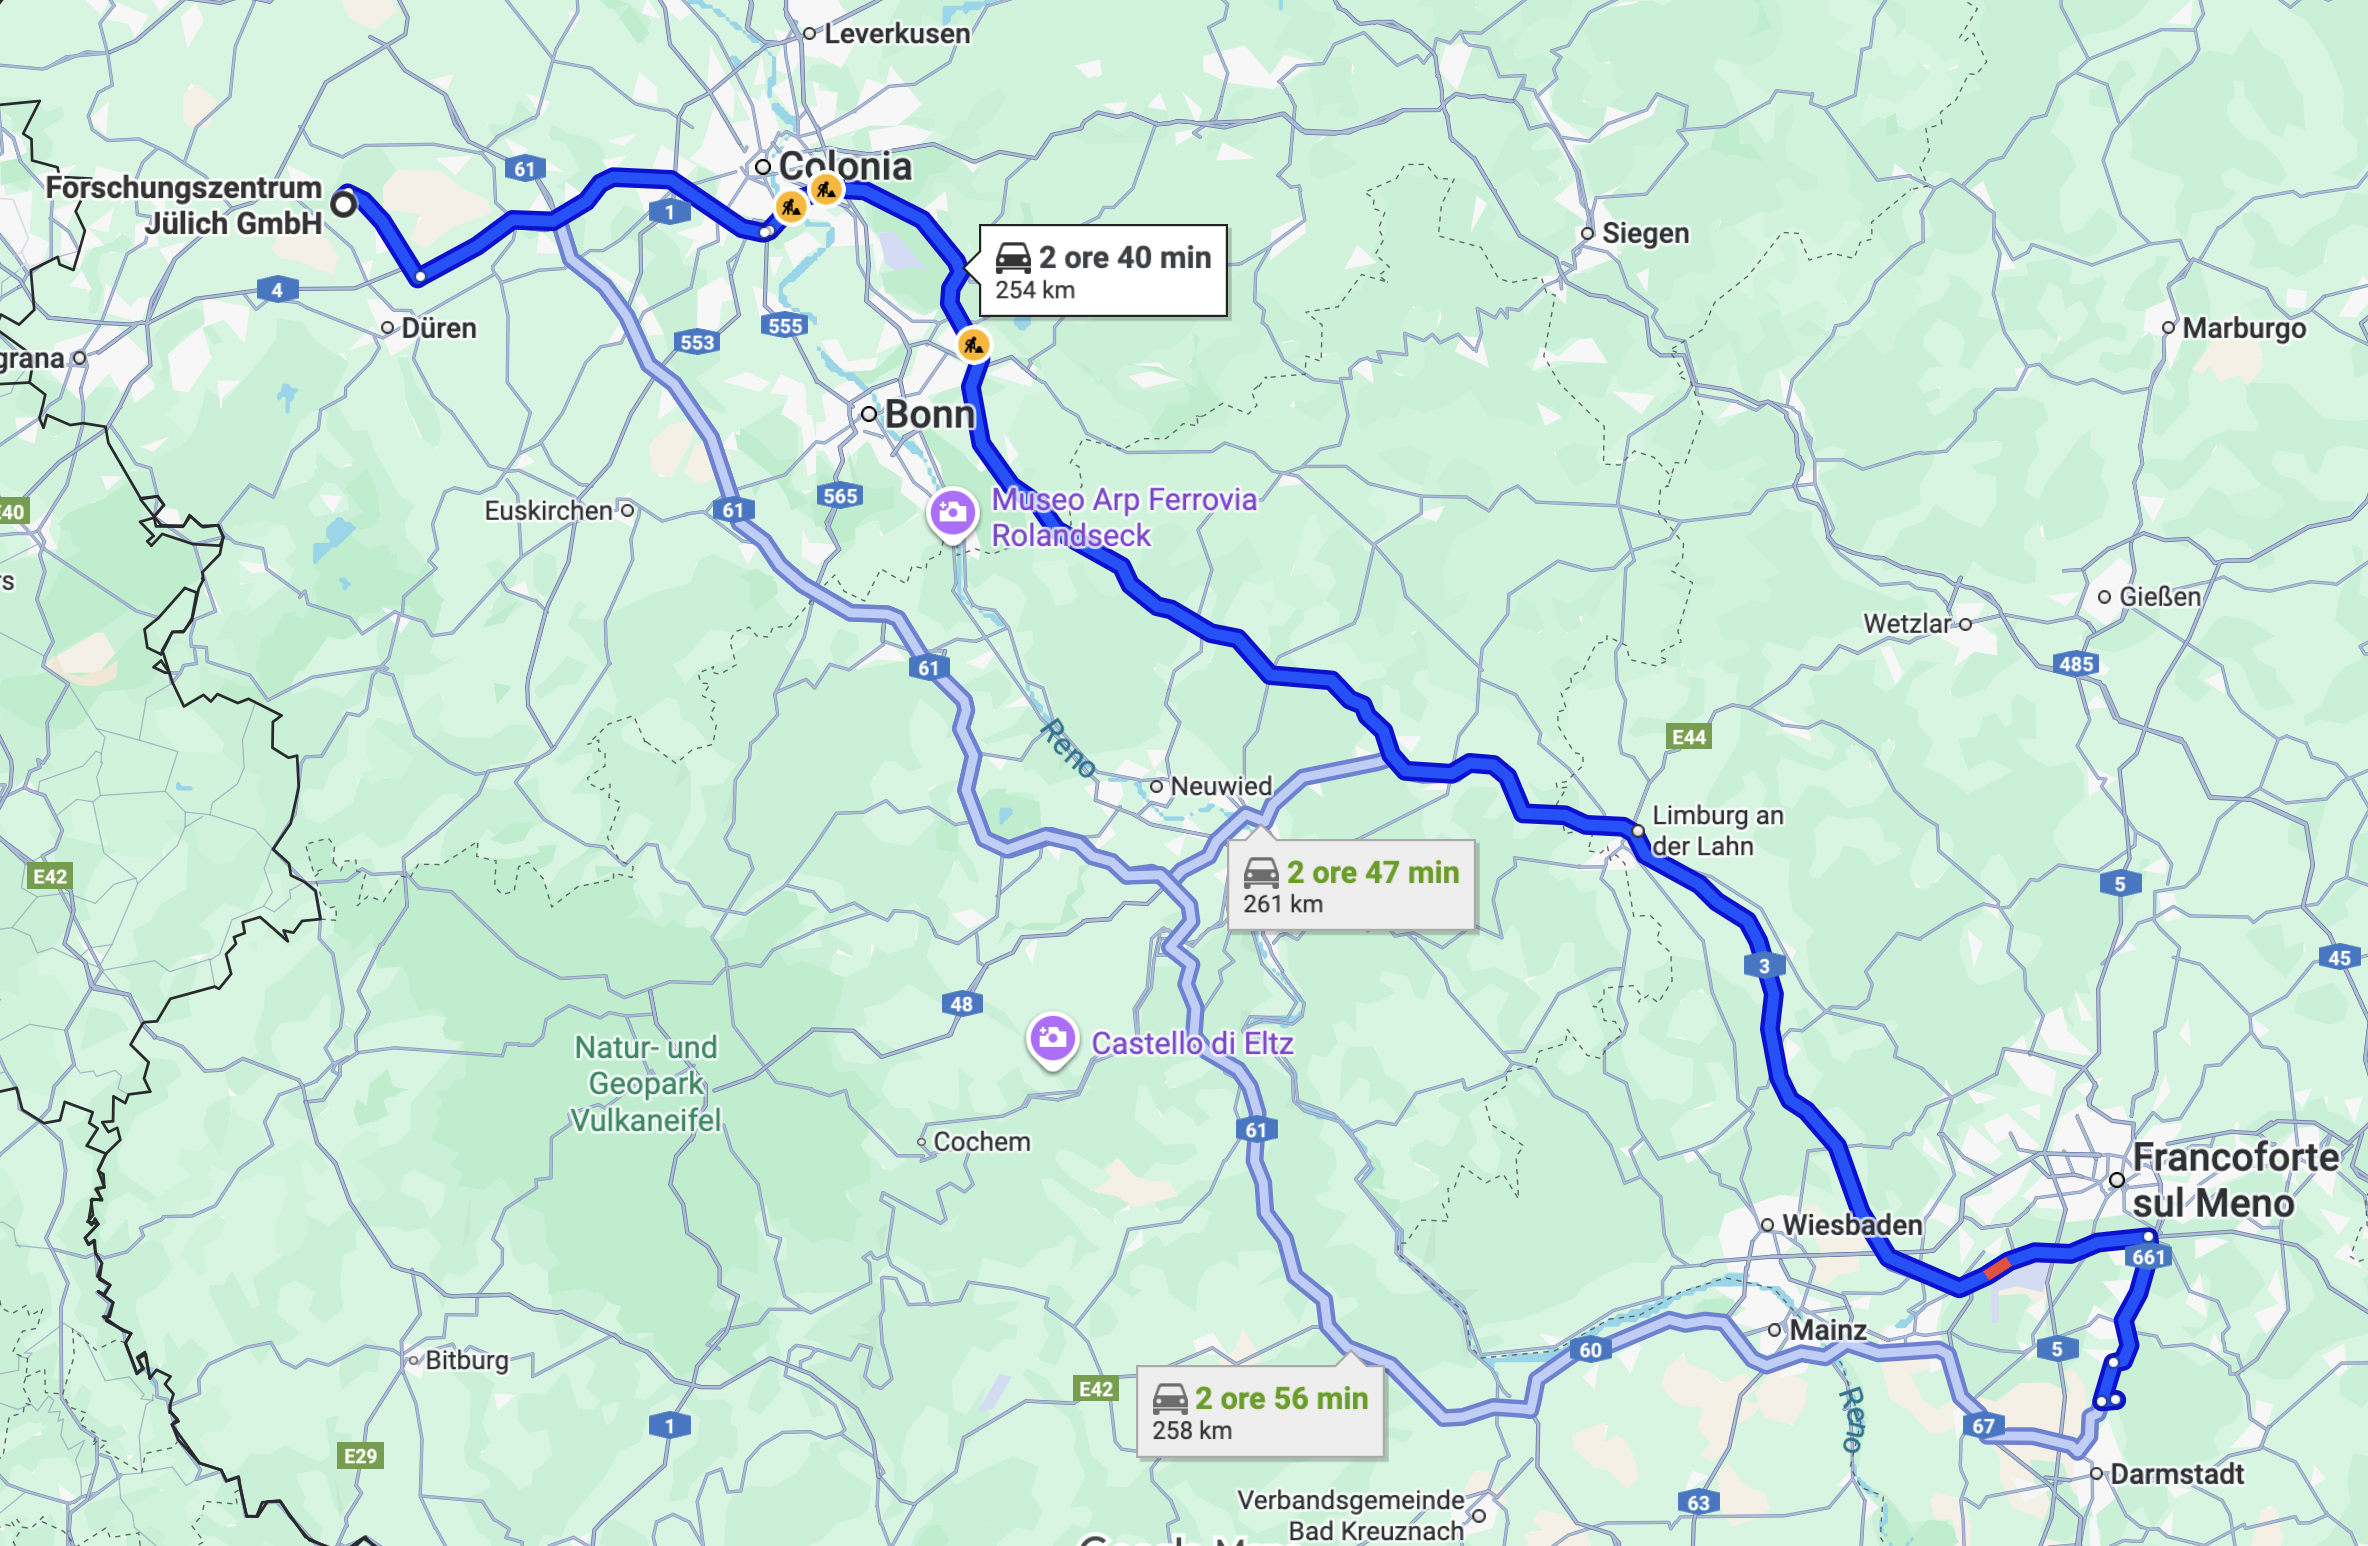 Leverkusen
61
Colonia
Forschungszentrum
Jülich GmbH
1
2 ore 40 min
254 km
Siegen
4
Düren
553
555
Marburgo
grana
Bonn
E40
Euskirchen
61
565
Museo Arp Ferrovia
Rolandseck
rs
Gießen
Wetzlar
485
61
E44
Reno
Neuwied
Limburg an
der Lahn
2 ore 47 min
261 km
E42
5
3
45
48
Castello di Eltz
Natur- und
Geopark
Vulkaneifel
61
Cochem
Francoforte
sul Meno
Wiesbaden
661
Mainz
60
5
Bitburg
E42
2 ore 56 min
258 km
Reno
67
1
E29
Darmstadt
63
Verbandsgemeinde
Bad Kreuznach